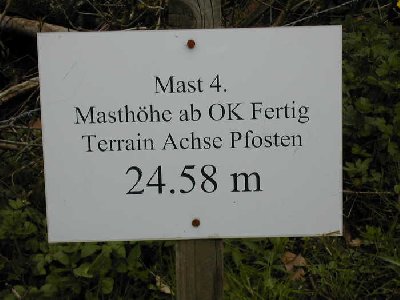 Mast 4.
Masthöhe ab OK Fertig
Terrain Achse Pfosten
24.58 m